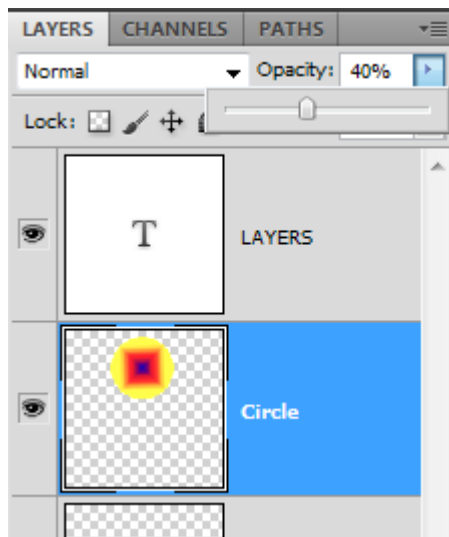 LAYERS CHANNELS PATHS
Normal Opacity: 40%
Lock:
T LAYERS
Circle